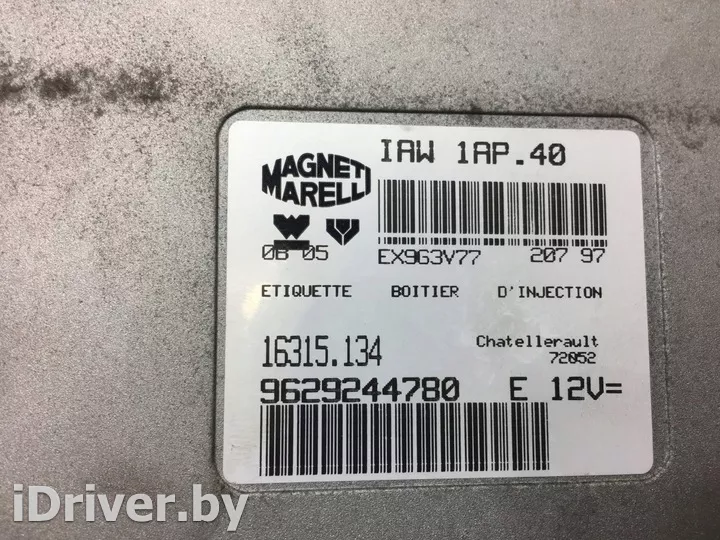 IAW 1AP.40
MAGNETI
MARELLI
0B 05 EX9G3V77 207 97
ETIQUETTE BOITIER D'INJECTION
16315.134 Chatellerault
72052
9629244780 E 12V=
iDriver.by